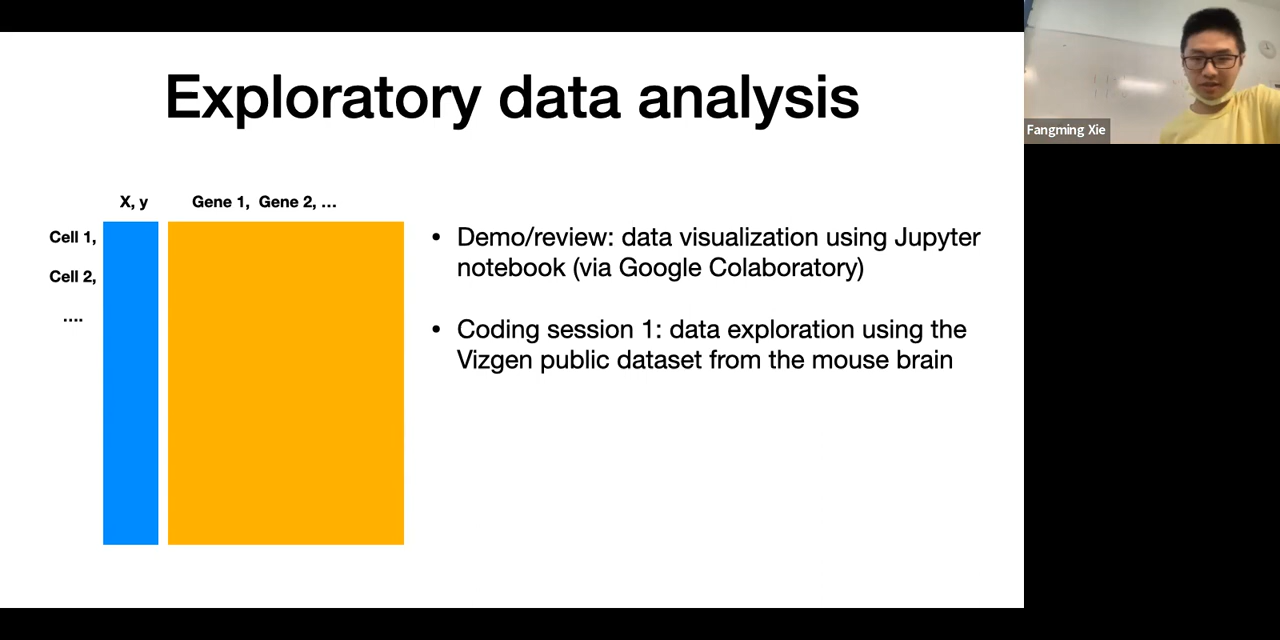 Exploratory data analysis
X, y
Gene 1, Gene 2, …
Cell 1,
Cell 2,
….
• Demo/review: data visualization using Jupyter
notebook (via Google Colaboratory)
• Coding session 1: data exploration using the
Vizgen public dataset from the mouse brain
Fangming Xie